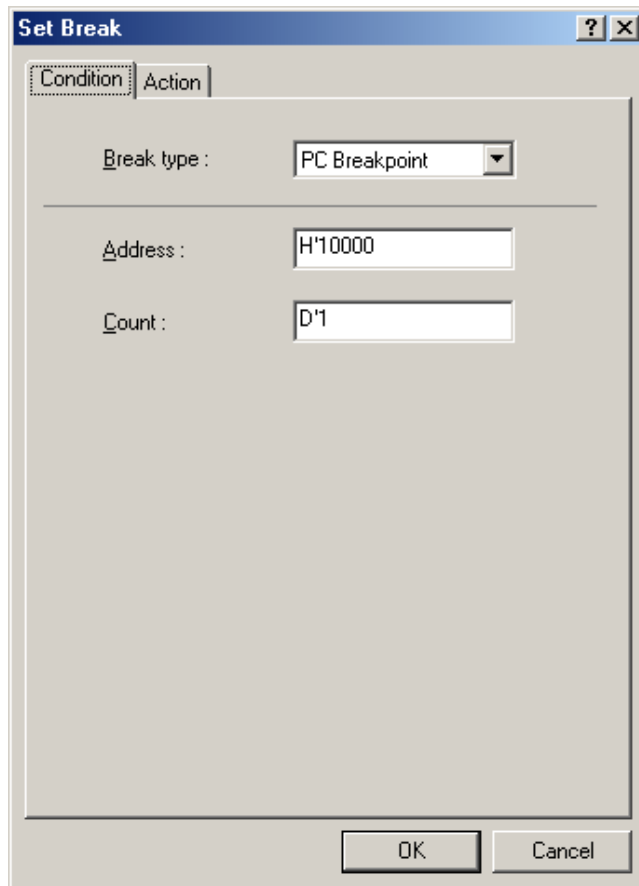 Set Break
Condition Action
Break type : PC Breakpoint
Address : H'10000
Count : D'1
OK Cancel